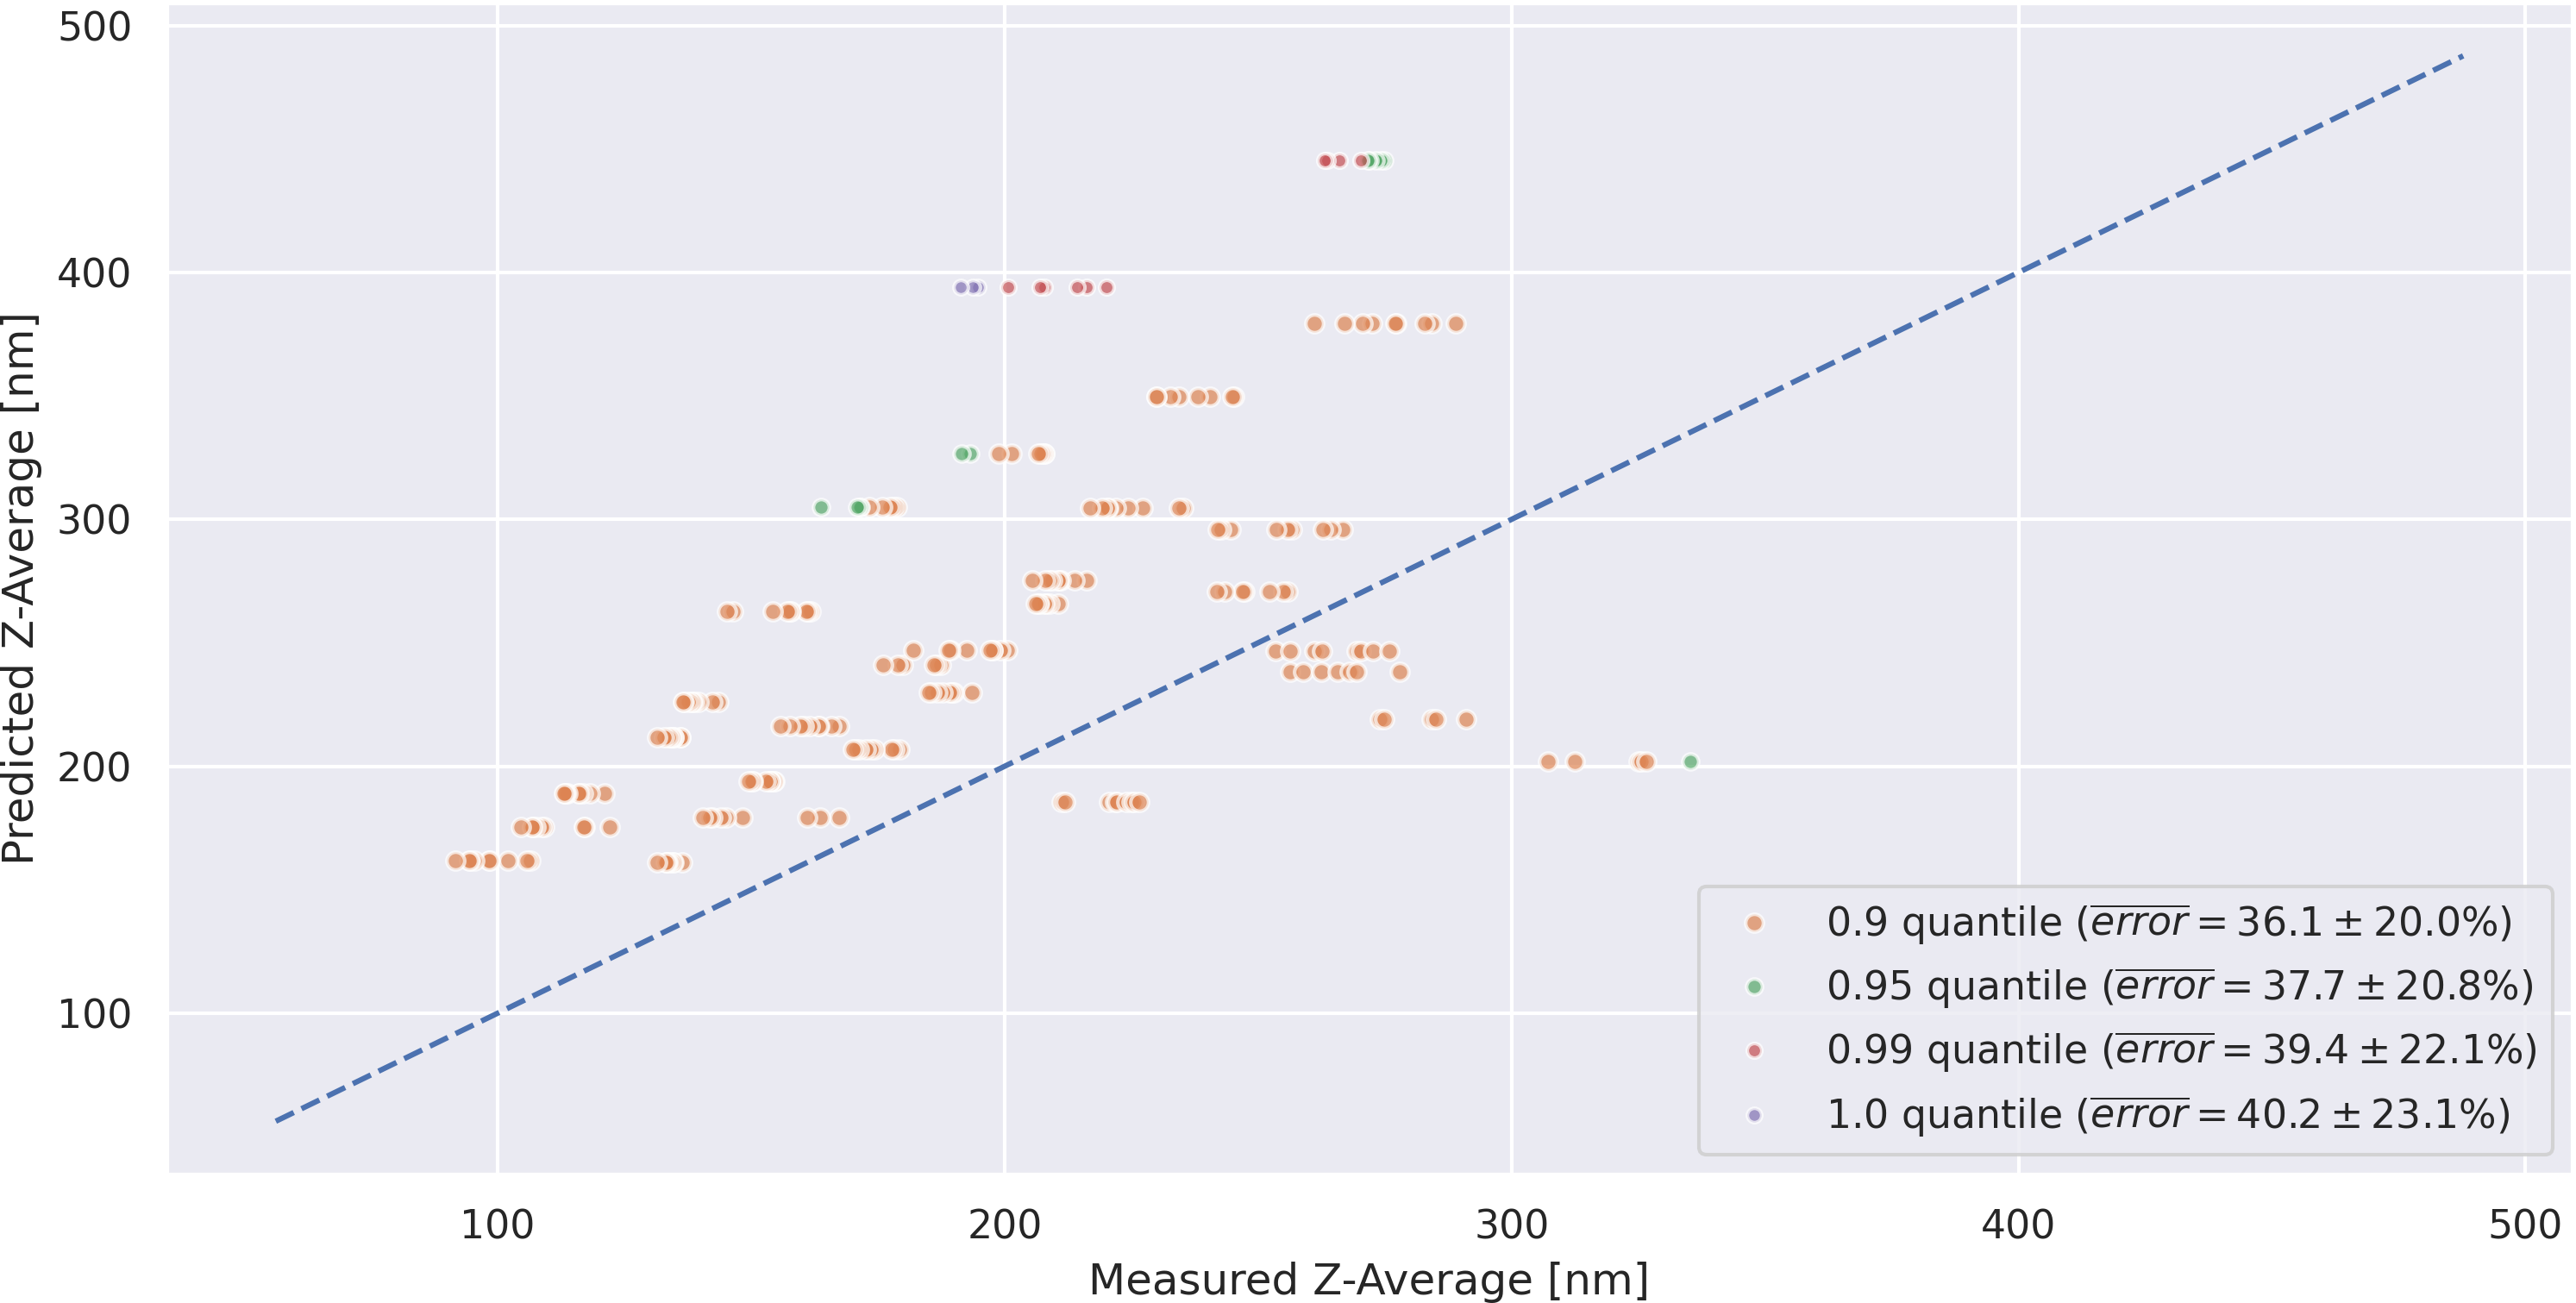 Predicted Z-Average [nm]
500
400
300
200
100
100
200
300
400
500
Measured Z-Average [nm]
0.9 quantile (error = 36.1 ± 20.0%)
0.95 quantile (error = 37.7 ± 20.8%)
0.99 quantile (error = 39.4 ± 22.1%)
1.0 quantile (error = 40.2 ± 23.1%)